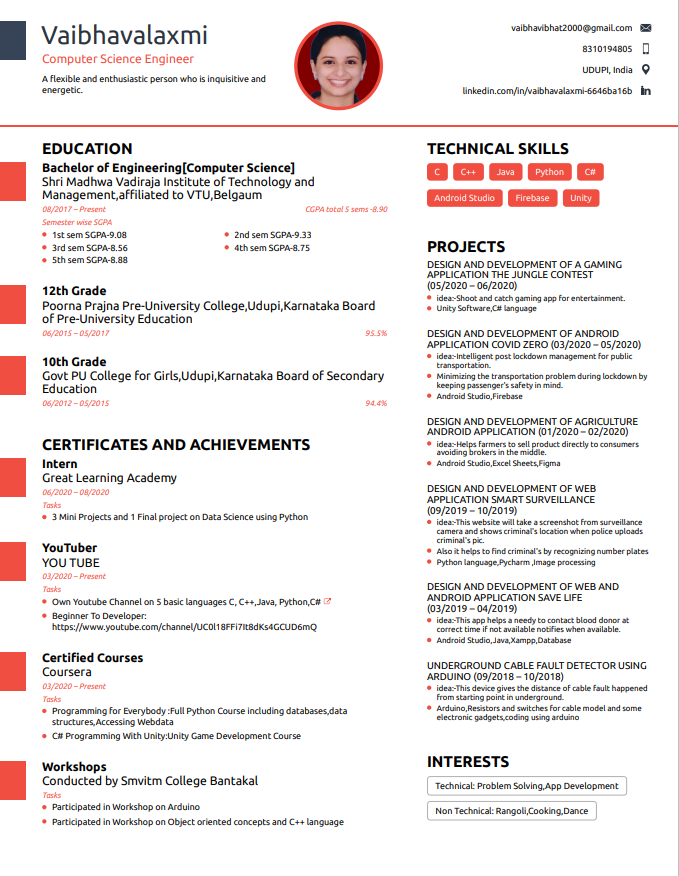 Vaibhavalaxmi
Computer Science Engineer
A flexible and enthusiastic person who is inquisitive and
energetic.
vaibhavibhat2000@gmail.com
8310194805
UDUPI, India
linkedin.com/in/vaibhavalaxmi-6646ba16b
EDUCATION
Bachelor of Engineering[Computer Science]
Shri Madhwa Vadiraja Institute of Technology and
Management,affiliated to VTU,Belgaum
08/2017 – Present
CGPA total 5 sems -8.90
Semester wise SGPA
1st sem SGPA-9.08
2nd sem SGPA-9.33
3rd sem SGPA-8.56
4th sem SGPA-8.75
5th sem SGPA-8.88
12th Grade
Poorna Prajna Pre-University College,Udupi,Karnataka Board
of Pre-University Education
06/2015 – 05/2017
95.5%
10th Grade
Govt PU College for Girls,Udupi,Karnataka Board of Secondary
Education
06/2012 – 05/2015
94.4%
CERTIFICATES AND ACHIEVEMENTS
Intern
Great Learning Academy
06/2020 – 08/2020
Tasks
3 Mini Projects and 1 Final project on Data Science using Python
YouTuber
YOU TUBE
03/2020 – Present
Tasks
Own Youtube Channel on 5 basic languages C, C++,Java, Python,C#
Beginner To Developer:
https://www.youtube.com/channel/UC0l18FFi7It8dKs4GCUD6mQ
Certified Courses
Coursera
03/2020 – Present
Tasks
Programming for Everybody :Full Python Course including databases,data
structures,Accessing Webdata
C# Programming With Unity:Unity Game Development Course
Workshops
Conducted by Smvitm College Bantakal
Tasks
Participated in Workshop on Arduino
Participated in Workshop on Object oriented concepts and C++ language
TECHNICAL SKILLS
C C++ Java Python C#
Android Studio Firebase Unity
PROJECTS
DESIGN AND DEVELOPMENT OF A GAMING
APPLICATION THE JUNGLE CONTEST
(05/2020 – 06/2020)
idea:-Shoot and catch gaming app for entertainment.
Unity Software,C# language
DESIGN AND DEVELOPMENT OF ANDROID
APPLICATION COVID ZERO (03/2020 – 05/2020)
idea:-Intelligent post lockdown management for public
transportation.
Minimizing the transportation problem during lockdown by
keeping passenger's safety in mind.
Android Studio,Firebase
DESIGN AND DEVELOPMENT OF AGRICULTURE
ANDROID APPLICATION (01/2020 – 02/2020)
idea:-Helps farmers to sell product directly to consumers
avoiding brokers in the middle.
Android Studio,Excel Sheets,Figma
DESIGN AND DEVELOPMENT OF WEB
APPLICATION SMART SURVEILLANCE
(09/2019 – 10/2019)
idea:-This website will take a screenshot from surveillance
camera and shows criminal's location when police uploads
criminal's pic.
Also it helps to find criminal's by recognizing number plates
Python language,Pycharm ,Image processing
DESIGN AND DEVELOPMENT OF WEB AND
ANDROID APPLICATION SAVE LIFE
(03/2019 – 04/2019)
idea:-This app helps a needy to contact blood donor at
correct time if not available notifies when available.
Android Studio,Java,Xampp,Database
UNDERGROUND CABLE FAULT DETECTOR USING
ARDUINO (09/2018 – 10/2018)
idea:-This device gives the distance of cable fault happened
from starting point in underground.
Arduino,Resistors and switches for cable model and some
electronic gadgets,coding using arduino
INTERESTS
Technical: Problem Solving,App Development
Non Technical: Rangoli,Cooking,Dance